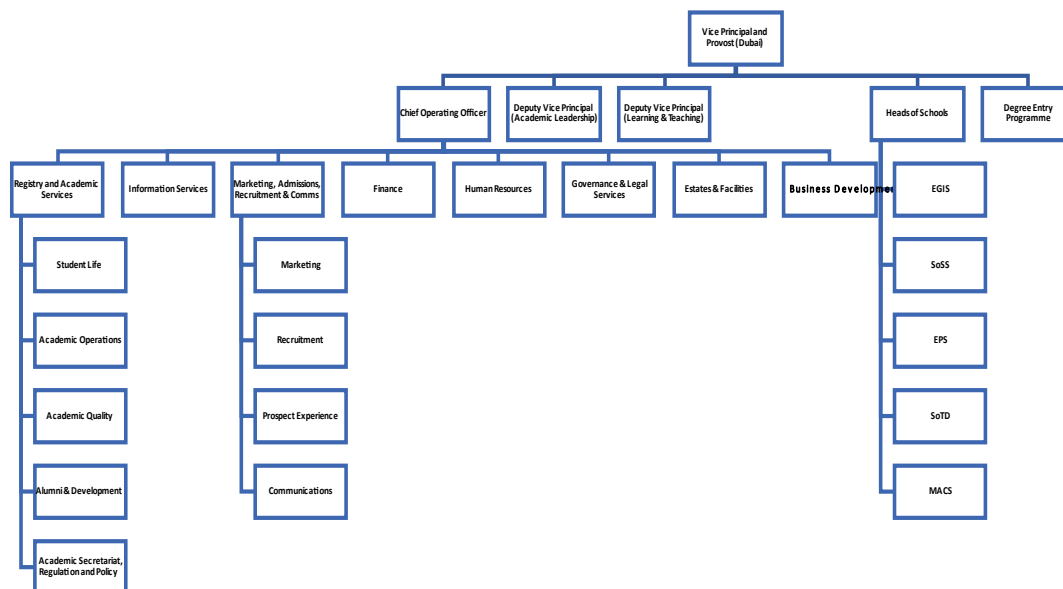 Vice Principal and
Provost (Dubai)
Chief Operating Officer
Deputy Vice Principal
(Academic Leadership)
Deputy Vice Principal
(Learning & Teaching)
Heads of Schools
Degree Entry
Programme
Registry and Academic
Services
Information Services
Marketing, Admissions,
Recruitment & Comms
Finance
Human Resources
Governance & Legal
Services
Estates & Facilities
Business Development
EGIS
Student Life
Marketing
SoSS
Academic Operations
Recruitment
EPS
Academic Quality
Prospect Experience
SoTD
Alumni & Development
Communications
MACS
Academic Secretariat,
Regulation and Policy